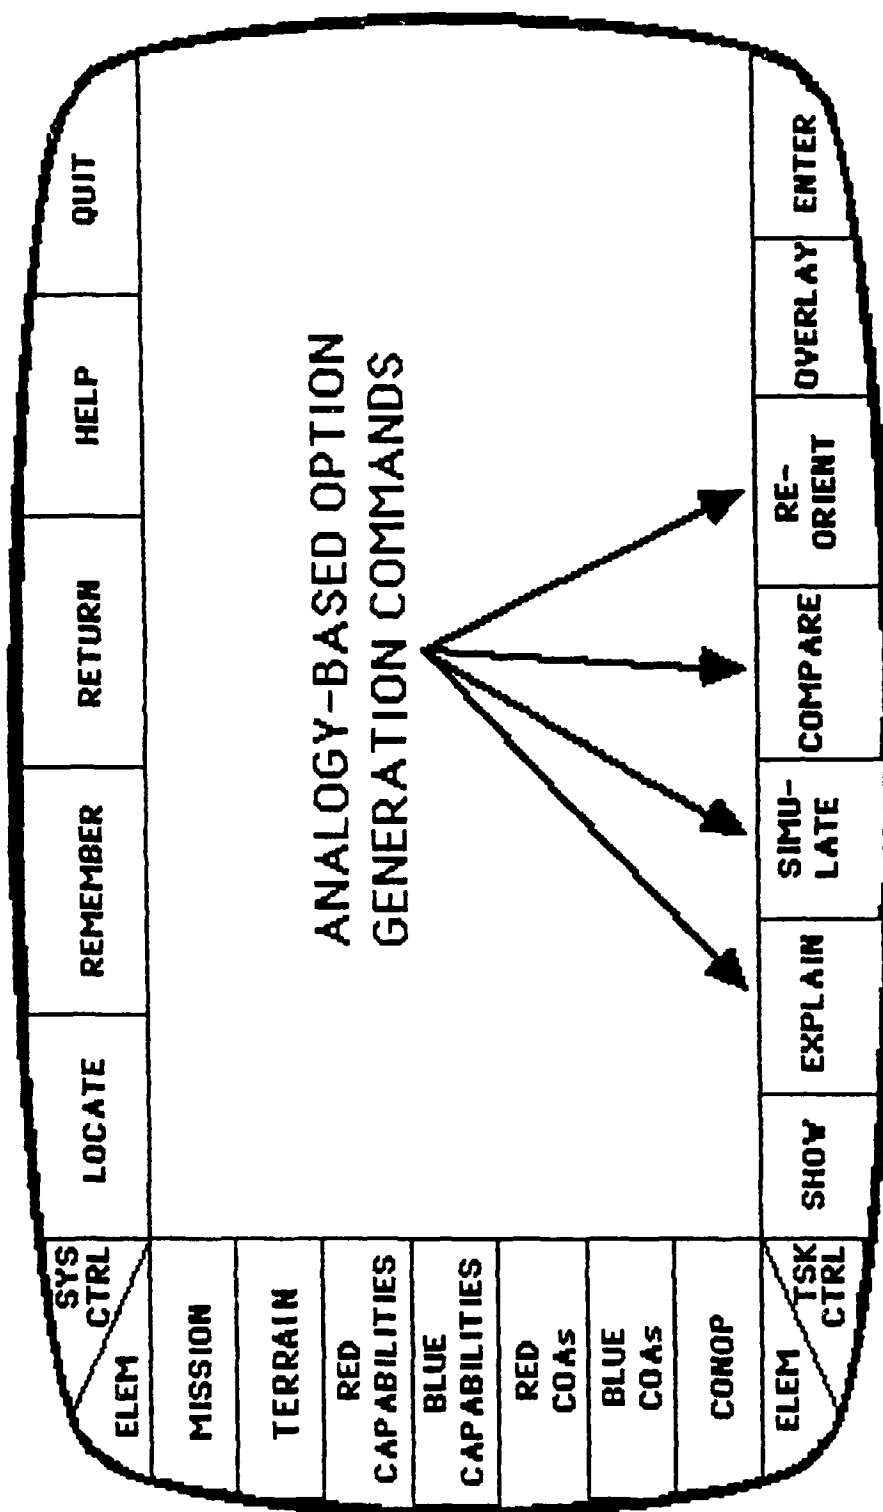 SYS
CTRL
LOCATE
REMEMBER
RETURN
HELP
QUIT
ELEM
MISSION
TERRAIN
RED
CAPABILITIES
BLUE
CAPABILITIES
RED
COAs
BLUE
COAs
CONOP
ELEM
ANALOGY-BASED OPTION
GENERATION COMMANDS
TSK
CTRL
SHOW
EXPLAIN
SIMU-
LATE
COMPARE
RE-
ORIENT
OVERLAY
ENTER